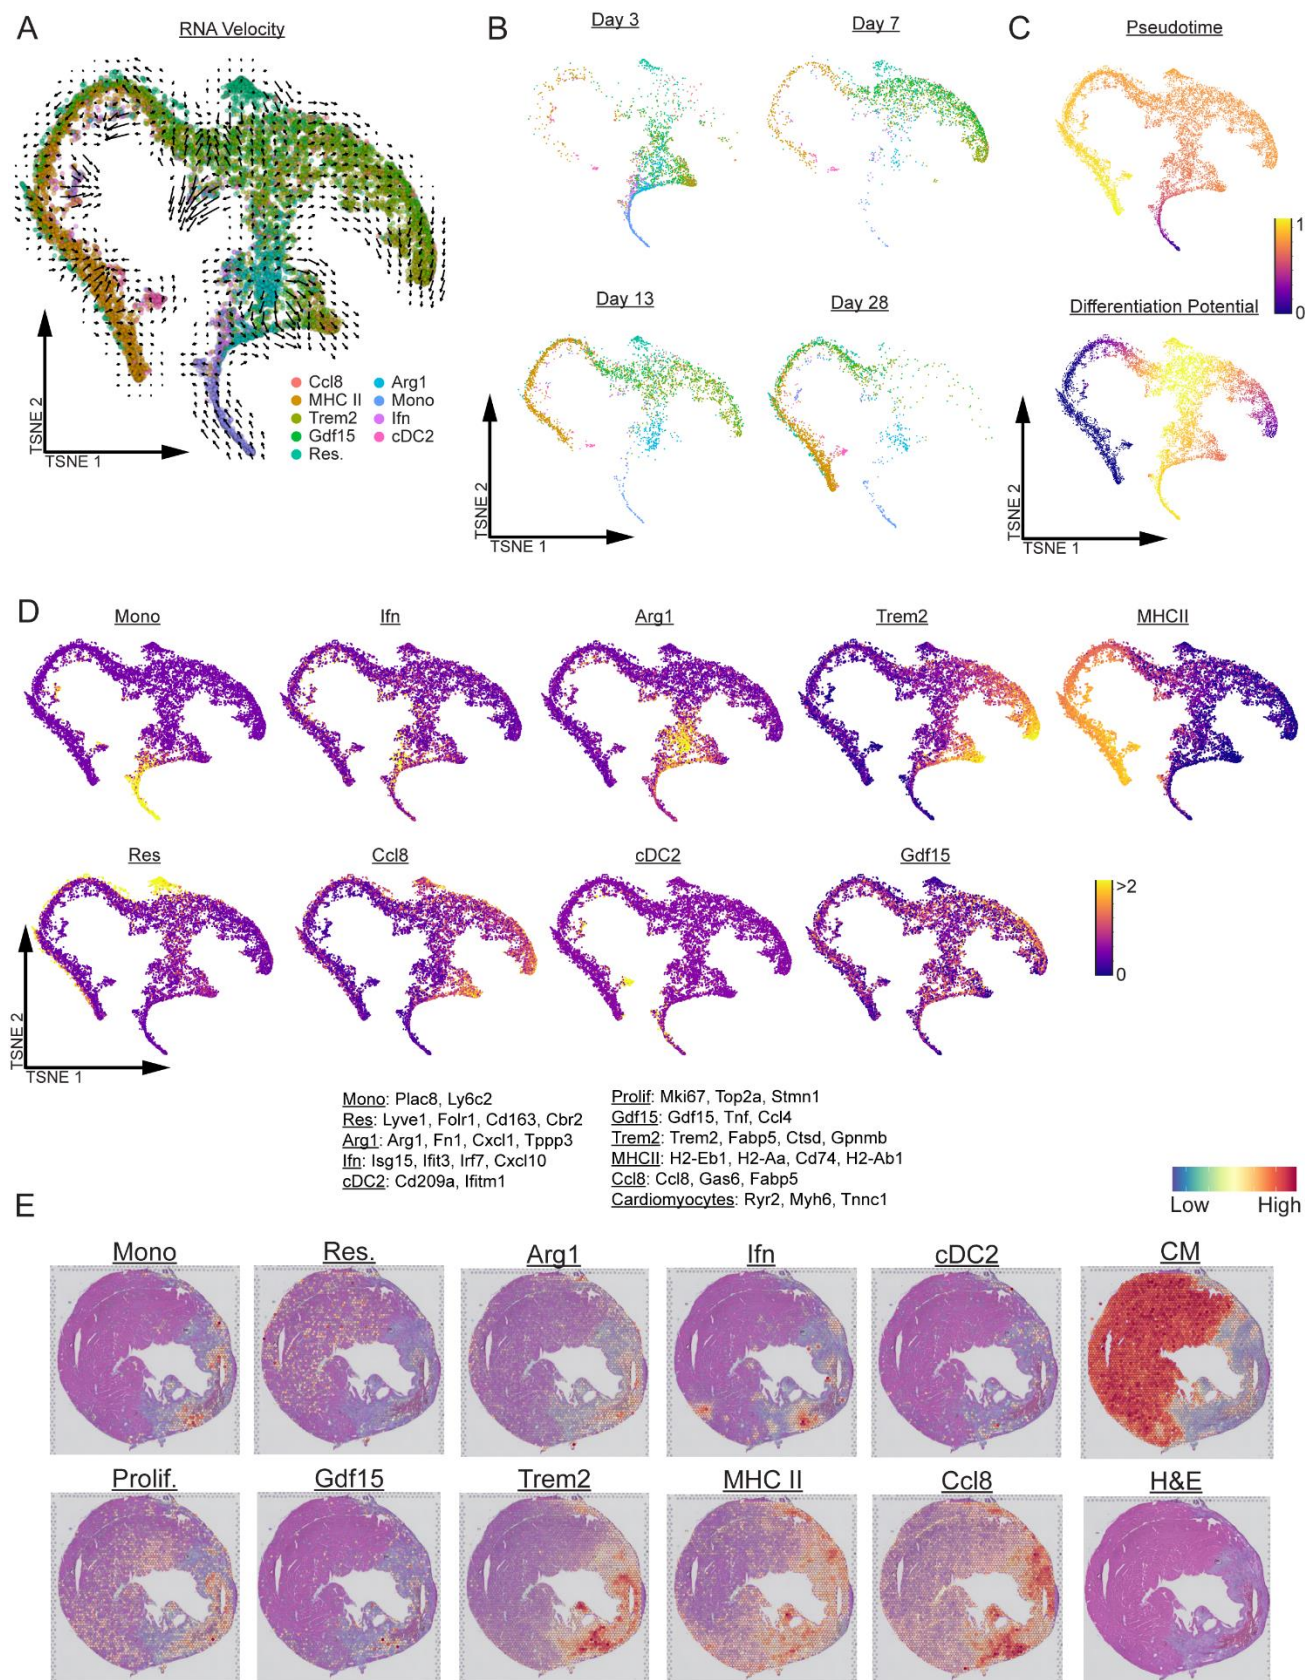 A
RNA Velocity
TSNE 2
TSNE 1
Ccl8
MHC II
Trem2
Gdf15
Res.
Arg1
Mono
Ifn
cDC2
B
Day 3
Day 7
Day 13
Day 28
TSNE 2
TSNE 1
C
Pseudotime
1
0
Differentiation Potential
TSNE 2
TSNE 1
D
Mono
Ifn
Arg1
Trem2
MHCII
Res
Ccl8
cDC2
Gdf15
>2
0
TSNE 2
TSNE 1
Mono: Plac8, Ly6c2
Res: Lyve1, Folr1, Cd163, Cbr2
Arg1: Arg1, Fn1, Cxcl1, Tppp3
Ifn: Isg15, Ifit3, Irf7, Cxcl10
cDC2: Cd209a, Ifitm1
Prolif: Mki67, Top2a, Stmn1
Gdf15: Gdf15, Tnf, Ccl4
Trem2: Trem2, Fabp5, Ctsd, Gpnmb
MHCII: H2-Eb1, H2-Aa, Cd74, H2-Ab1
Ccl8: Ccl8, Gas6, Fabp5
Cardiomyocytes: Ryr2, Myh6, Tnnc1
Low High
E
Mono
Res.
Arg1
Ifn
cDC2
CM
Prolif.
Gdf15
Trem2
MHC II
Ccl8
H&E